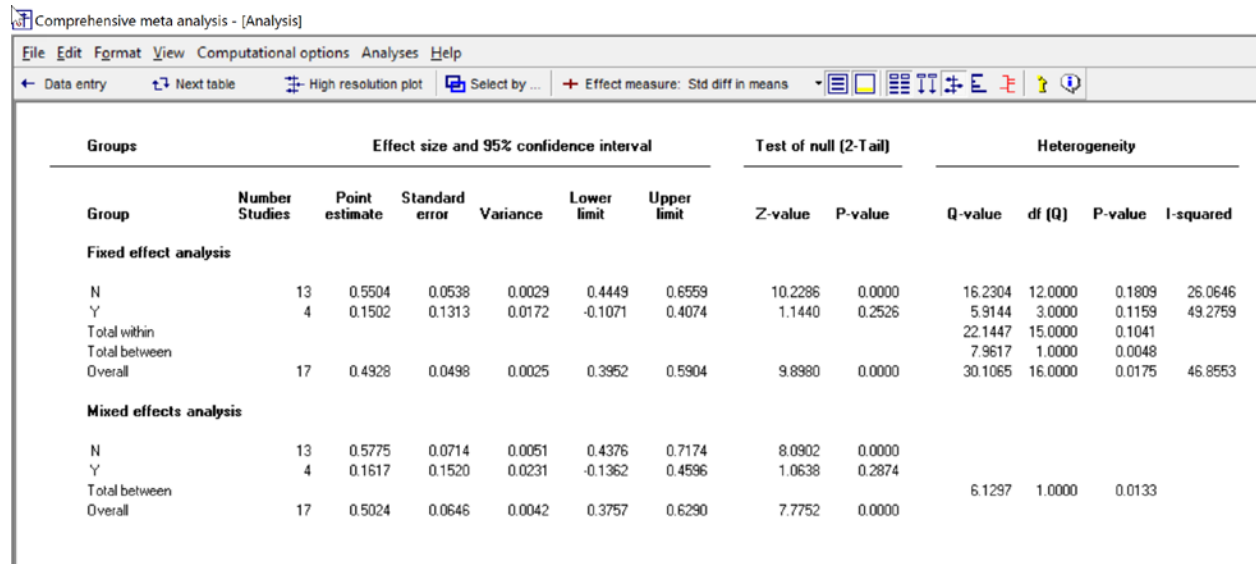 Comprehensive meta analysis - [Analysis]
File Edit Format View Computational options Analyses Help
← Data entry Next table High resolution plot Select by ... Effect measure: Std diff in means
Groups Effect size and 95% confidence interval Test of null (2-Tail) Heterogeneity
Group Number Studies Point estimate Standard error Variance Lower limit Upper limit Z-value P-value Q-value df (Q) P-value I-squared
Fixed effect analysis
N 13 0.5504 0.0538 0.0029 0.4449 0.6559 10.2286 0.0000 16.2304 12.0000 0.1809 26.0646
Y 4 0.1502 0.1313 0.0172 -0.1071 0.4074 1.1440 0.2526 5.9144 3.0000 0.1159 49.2759
Total within 22.1447 15.0000 0.1041
Total between 7.9617 1.0000 0.0048
Overall 17 0.4928 0.0498 0.0025 0.3952 0.5904 9.8980 0.0000 30.1065 16.0000 0.0175 46.8553
Mixed effects analysis
N 13 0.5775 0.0714 0.0051 0.4376 0.7174 8.0902 0.0000
Y 4 0.1617 0.1520 0.0231 -0.1362 0.4596 1.0638 0.2874
Total between 6.1297 1.0000 0.0133
Overall 17 0.5024 0.0646 0.0042 0.3757 0.6290 7.7752 0.0000